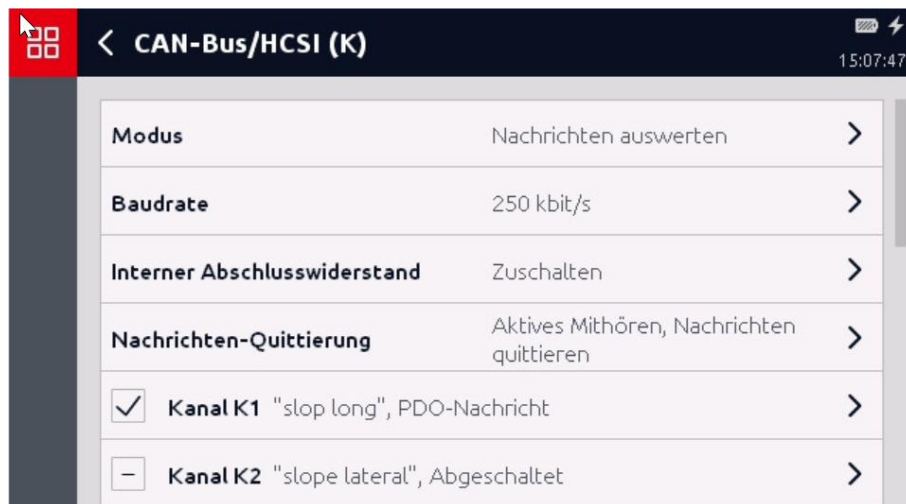 CAN-Bus/HCSI (K)
15:07:47
Modus Nachrichten auswerten
Baudrate 250 kbit/s
Interner Abschlusswiderstand Zuschalten
Nachrichten-Quittierung Aktives Mithören, Nachrichten
quittieren
Kanal K1 "slop long", PDO-Nachricht
Kanal K2 "slope lateral", Abgeschaltet